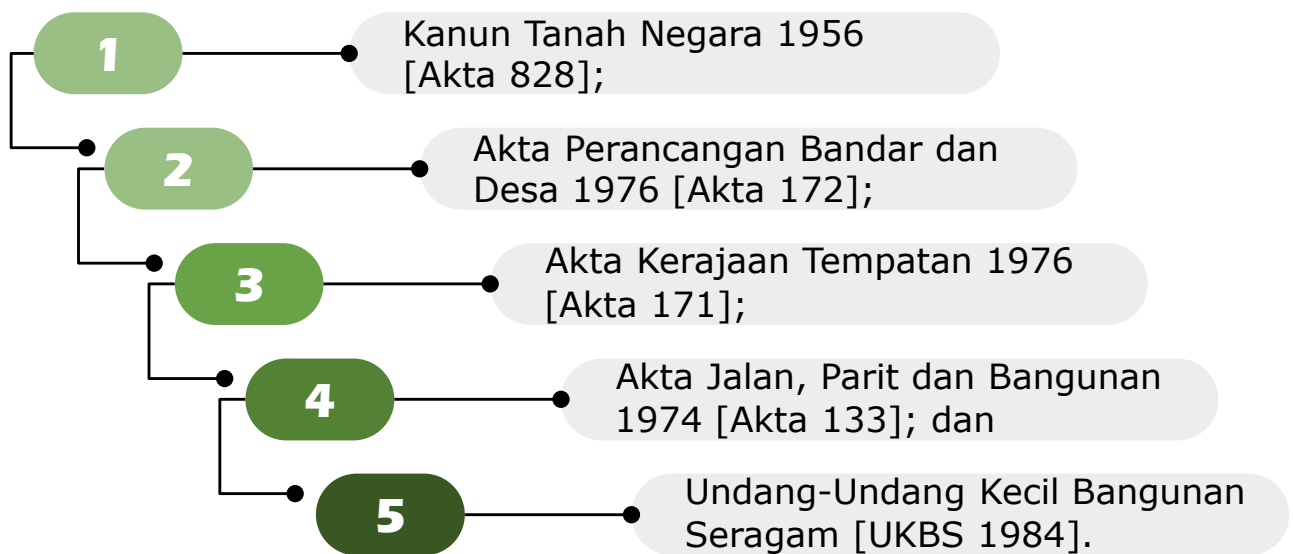 1
Kanun Tanah Negara 1956
[Akta 828];
2
Akta Perancangan Bandar dan
Desa 1976 [Akta 172];
3
Akta Kerajaan Tempatan 1976
[Akta 171];
4
Akta Jalan, Parit dan Bangunan
1974 [Akta 133]; dan
5
Undang-Undang Kecil Bangunan
Seragam [UKBS 1984].